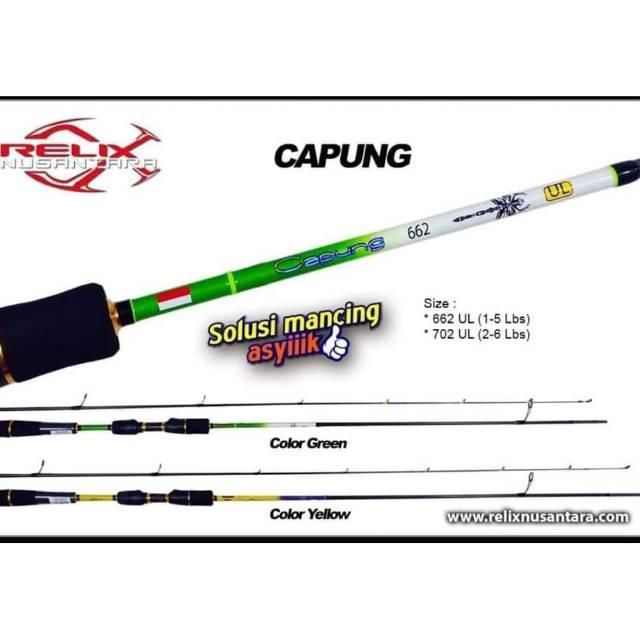 RELIX
NUSANTARA
CAPUNG
UL
662
Capung
Size :
* 662 UL (1-5 Lbs)
* 702 UL (2-6 Lbs)
Solusi mancing
asyiiik
Color Green
Color Yellow
www.relixnusantara.com